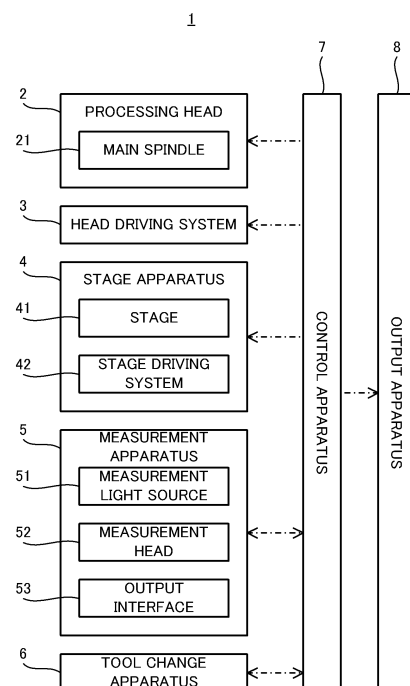 1
7
8
2
PROCESSING HEAD
21
MAIN SPINDLE
3
HEAD DRIVING SYSTEM
4
STAGE APPARATUS
41
STAGE
42
STAGE DRIVING
SYSTEM
5
MEASUREMENT
APPARATUS
51
MEASUREMENT
LIGHT SOURCE
52
MEASUREMENT
HEAD
53
OUTPUT
INTERFACE
6
TOOL CHANGE
APPARATUS
CONTROL APPARATUS
OUTPUT APPARATUS